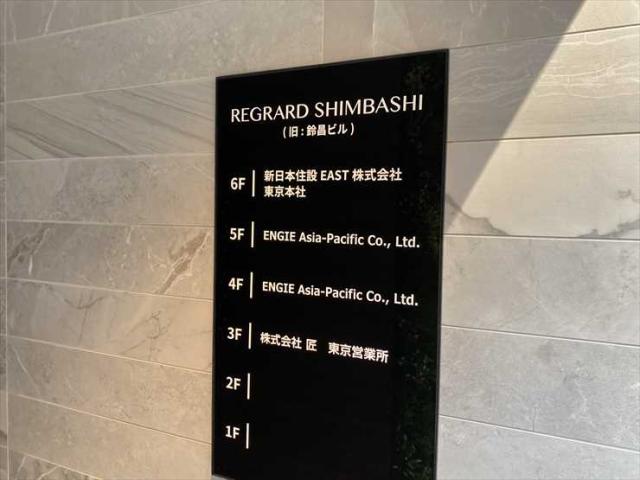 REGRARD SHIMBASHI
(旧:鈴昌ビル)
6F 新日本住設 EAST 株式会社
東京本社
5F ENGIE Asia-Pacific Co., Ltd.
4F ENGIE Asia-Pacific Co., Ltd.
3F 株式会社 匠 東京営業所
2F
1F